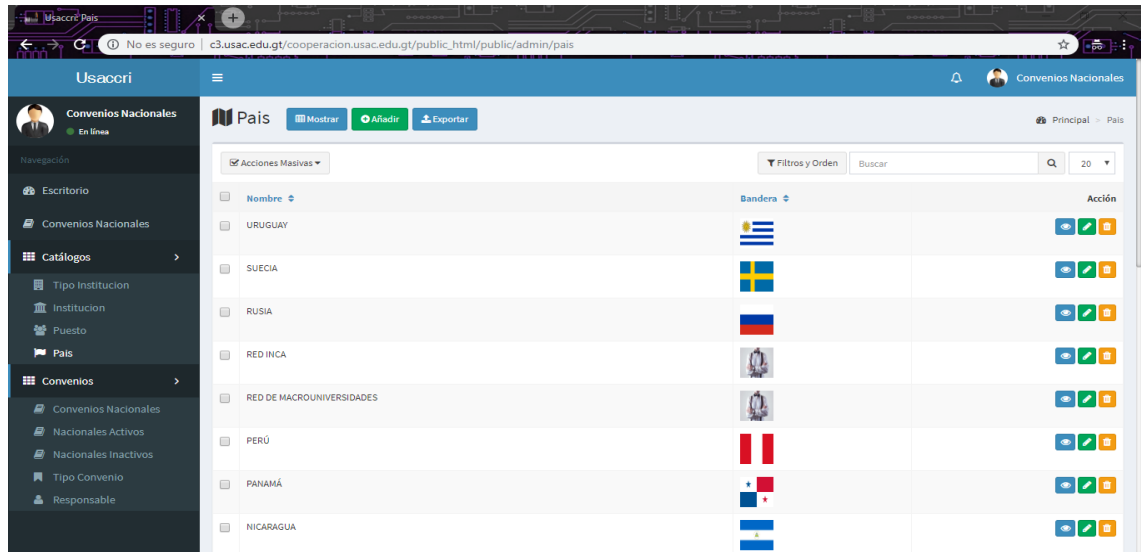 Usaccri: Pais
No es seguro | c3.usac.edu.gt/cooperacion.usac.edu.gt/public_html/public/admin/pais
Usaccri
Convenios Nacionales
Convenios Nacionales
En línea
Pais Mostrar Añadir Exportar
Principal > Pais
Navegación
Acciones Masivas Filtros y Orden Buscar 20
Escritorio
Convenios Nacionales
Catálogos
Tipo Institucion
Institucion
Puesto
Pais
Convenios
Convenios Nacionales
Nacionales Activos
Nacionales Inactivos
Tipo Convenio
Responsable
Nombre Bandera Acción
URUGUAY
SUECIA
RUSIA
RED INCA
RED DE MACROUNIVERSIDADES
PERÚ
PANAMÁ
NICARAGUA